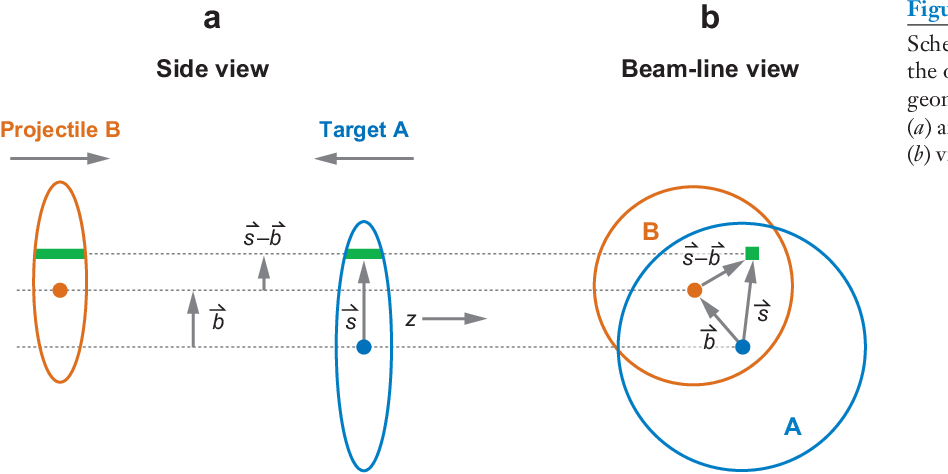 a
Side view
Projectile B
Target A
s⃗–b⃗
b⃗
s⃗
z
b
Beam-line view
B
s⃗–b⃗
s⃗
b⃗
A
Figu
Sche
the o
geon
(a) a
(b) v